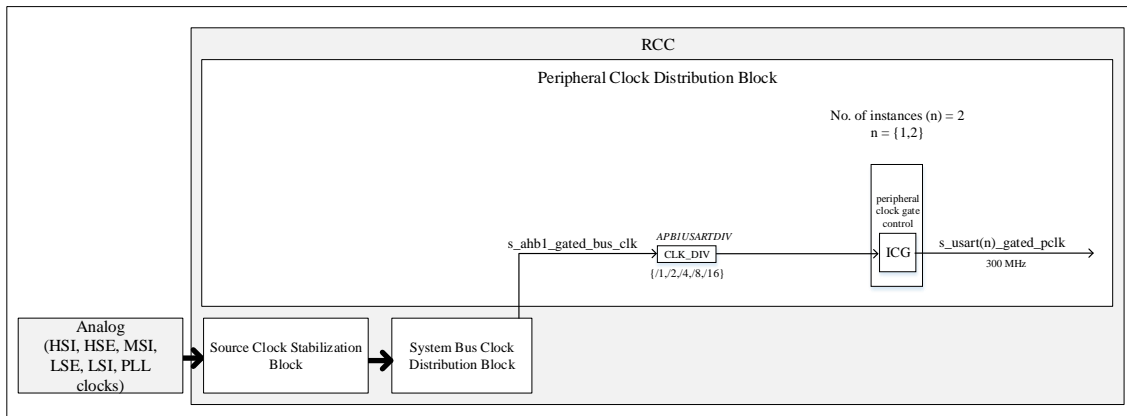 RCC
Peripheral Clock Distribution Block
No. of instances (n) = 2
n = {1,2}
peripheral
clock gate
control
s_ahb1_gated_bus_clk
APB1USARTDIV
CLK_DIV
{/1,/2,/4,/8,/16}
ICG
s_usart(n)_gated_pclk
300 MHz
Analog
(HSI, HSE, MSI,
LSE, LSI, PLL
clocks)
Source Clock Stabilization
Block
System Bus Clock
Distribution Block